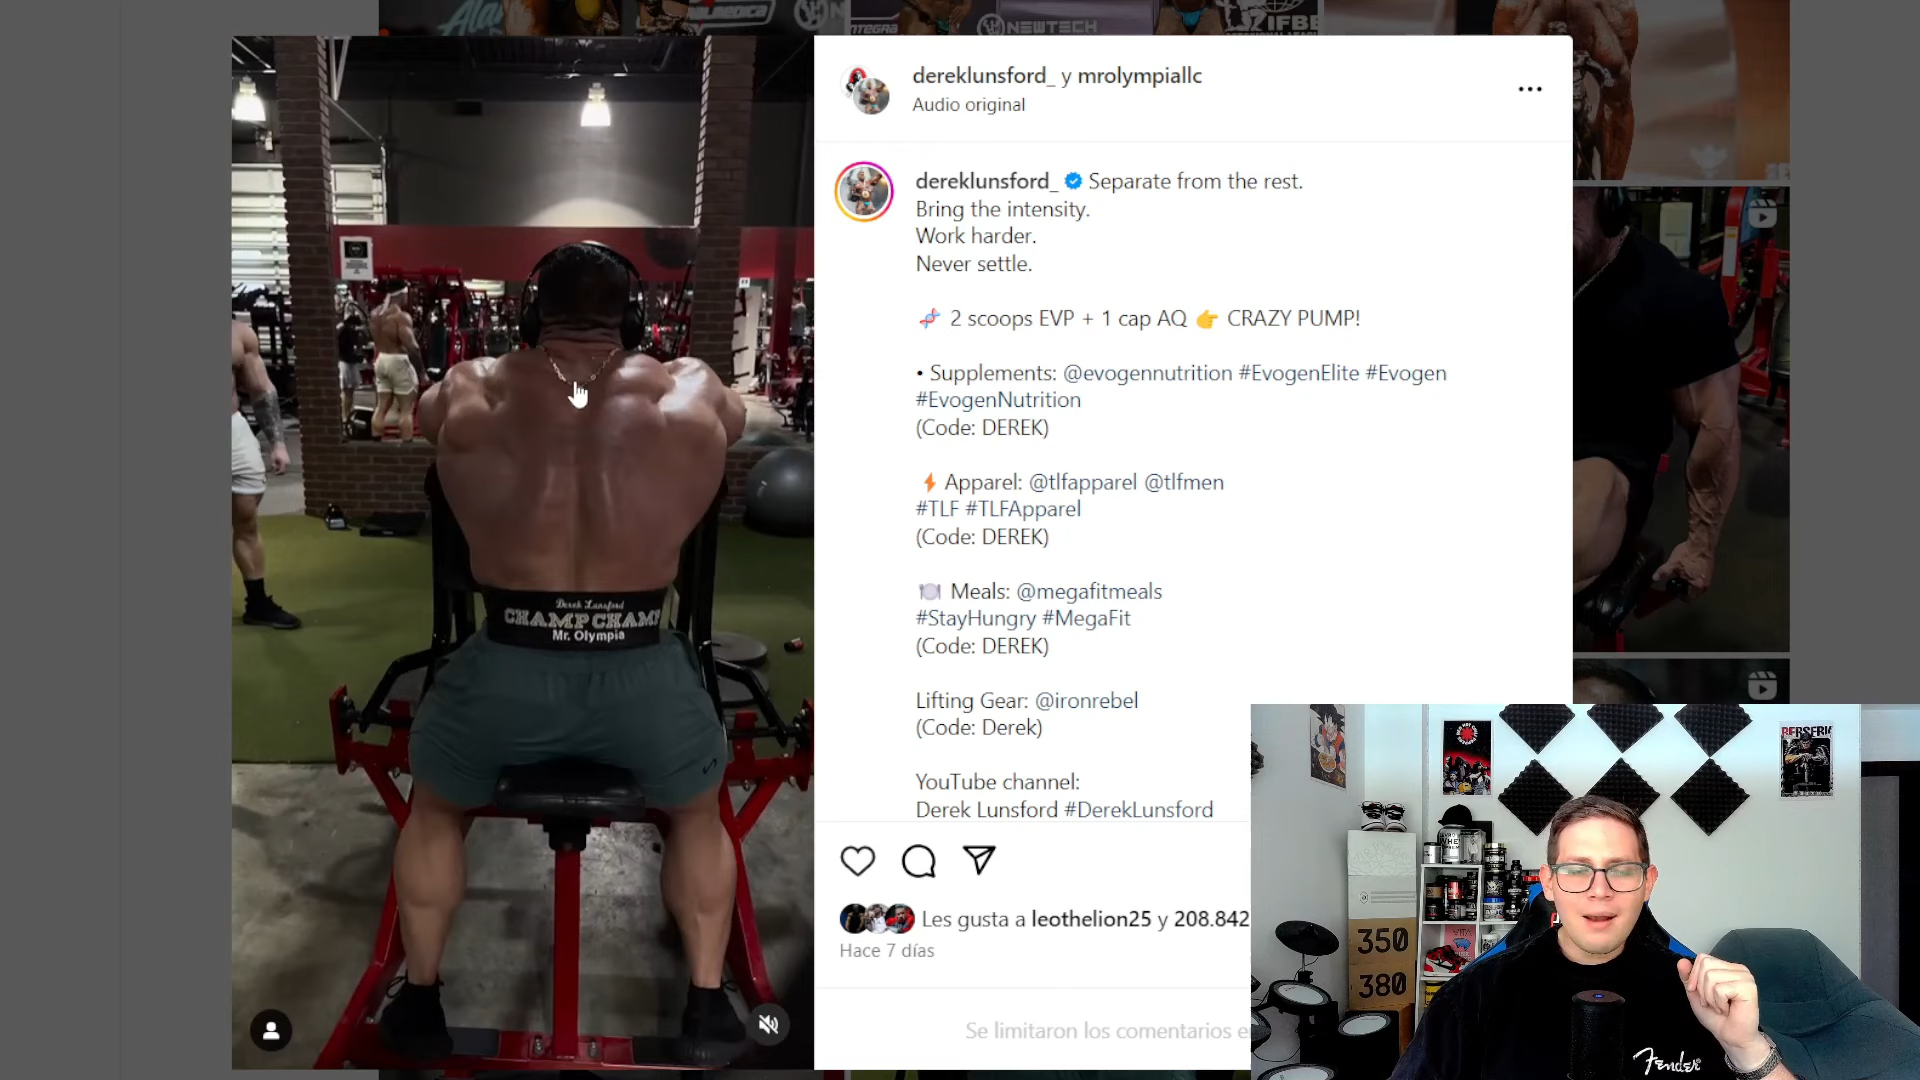 NEWTECH
IFBB
dereklunsford_ y mrolympiallc
Audio original
dereklunsford_ Separate from the rest.
Bring the intensity.
Work harder.
Never settle.
2 scoops EVP + 1 cap AQ 👉 CRAZY PUMP!
• Supplements: @evogennutrition #EvogenElite #Evogen
#EvogenNutrition
(Code: DEREK)
⚡ Apparel: @tlfapparel @tlfmen
#TLF #TLFApparel
(Code: DEREK)
🍽 Meals: @megafitmeals
#StayHungry #MegaFit
(Code: DEREK)
Lifting Gear: @ironrebel
(Code: Derek)
YouTube channel:
Derek Lunsford #DerekLunsford
Les gusta a leothelion25 y 208.842
Hace 7 días
Se limitaron los comentarios e
Derek Lunsford
CHAMP CHAMP
Mr. Olympia
350
380
Fender